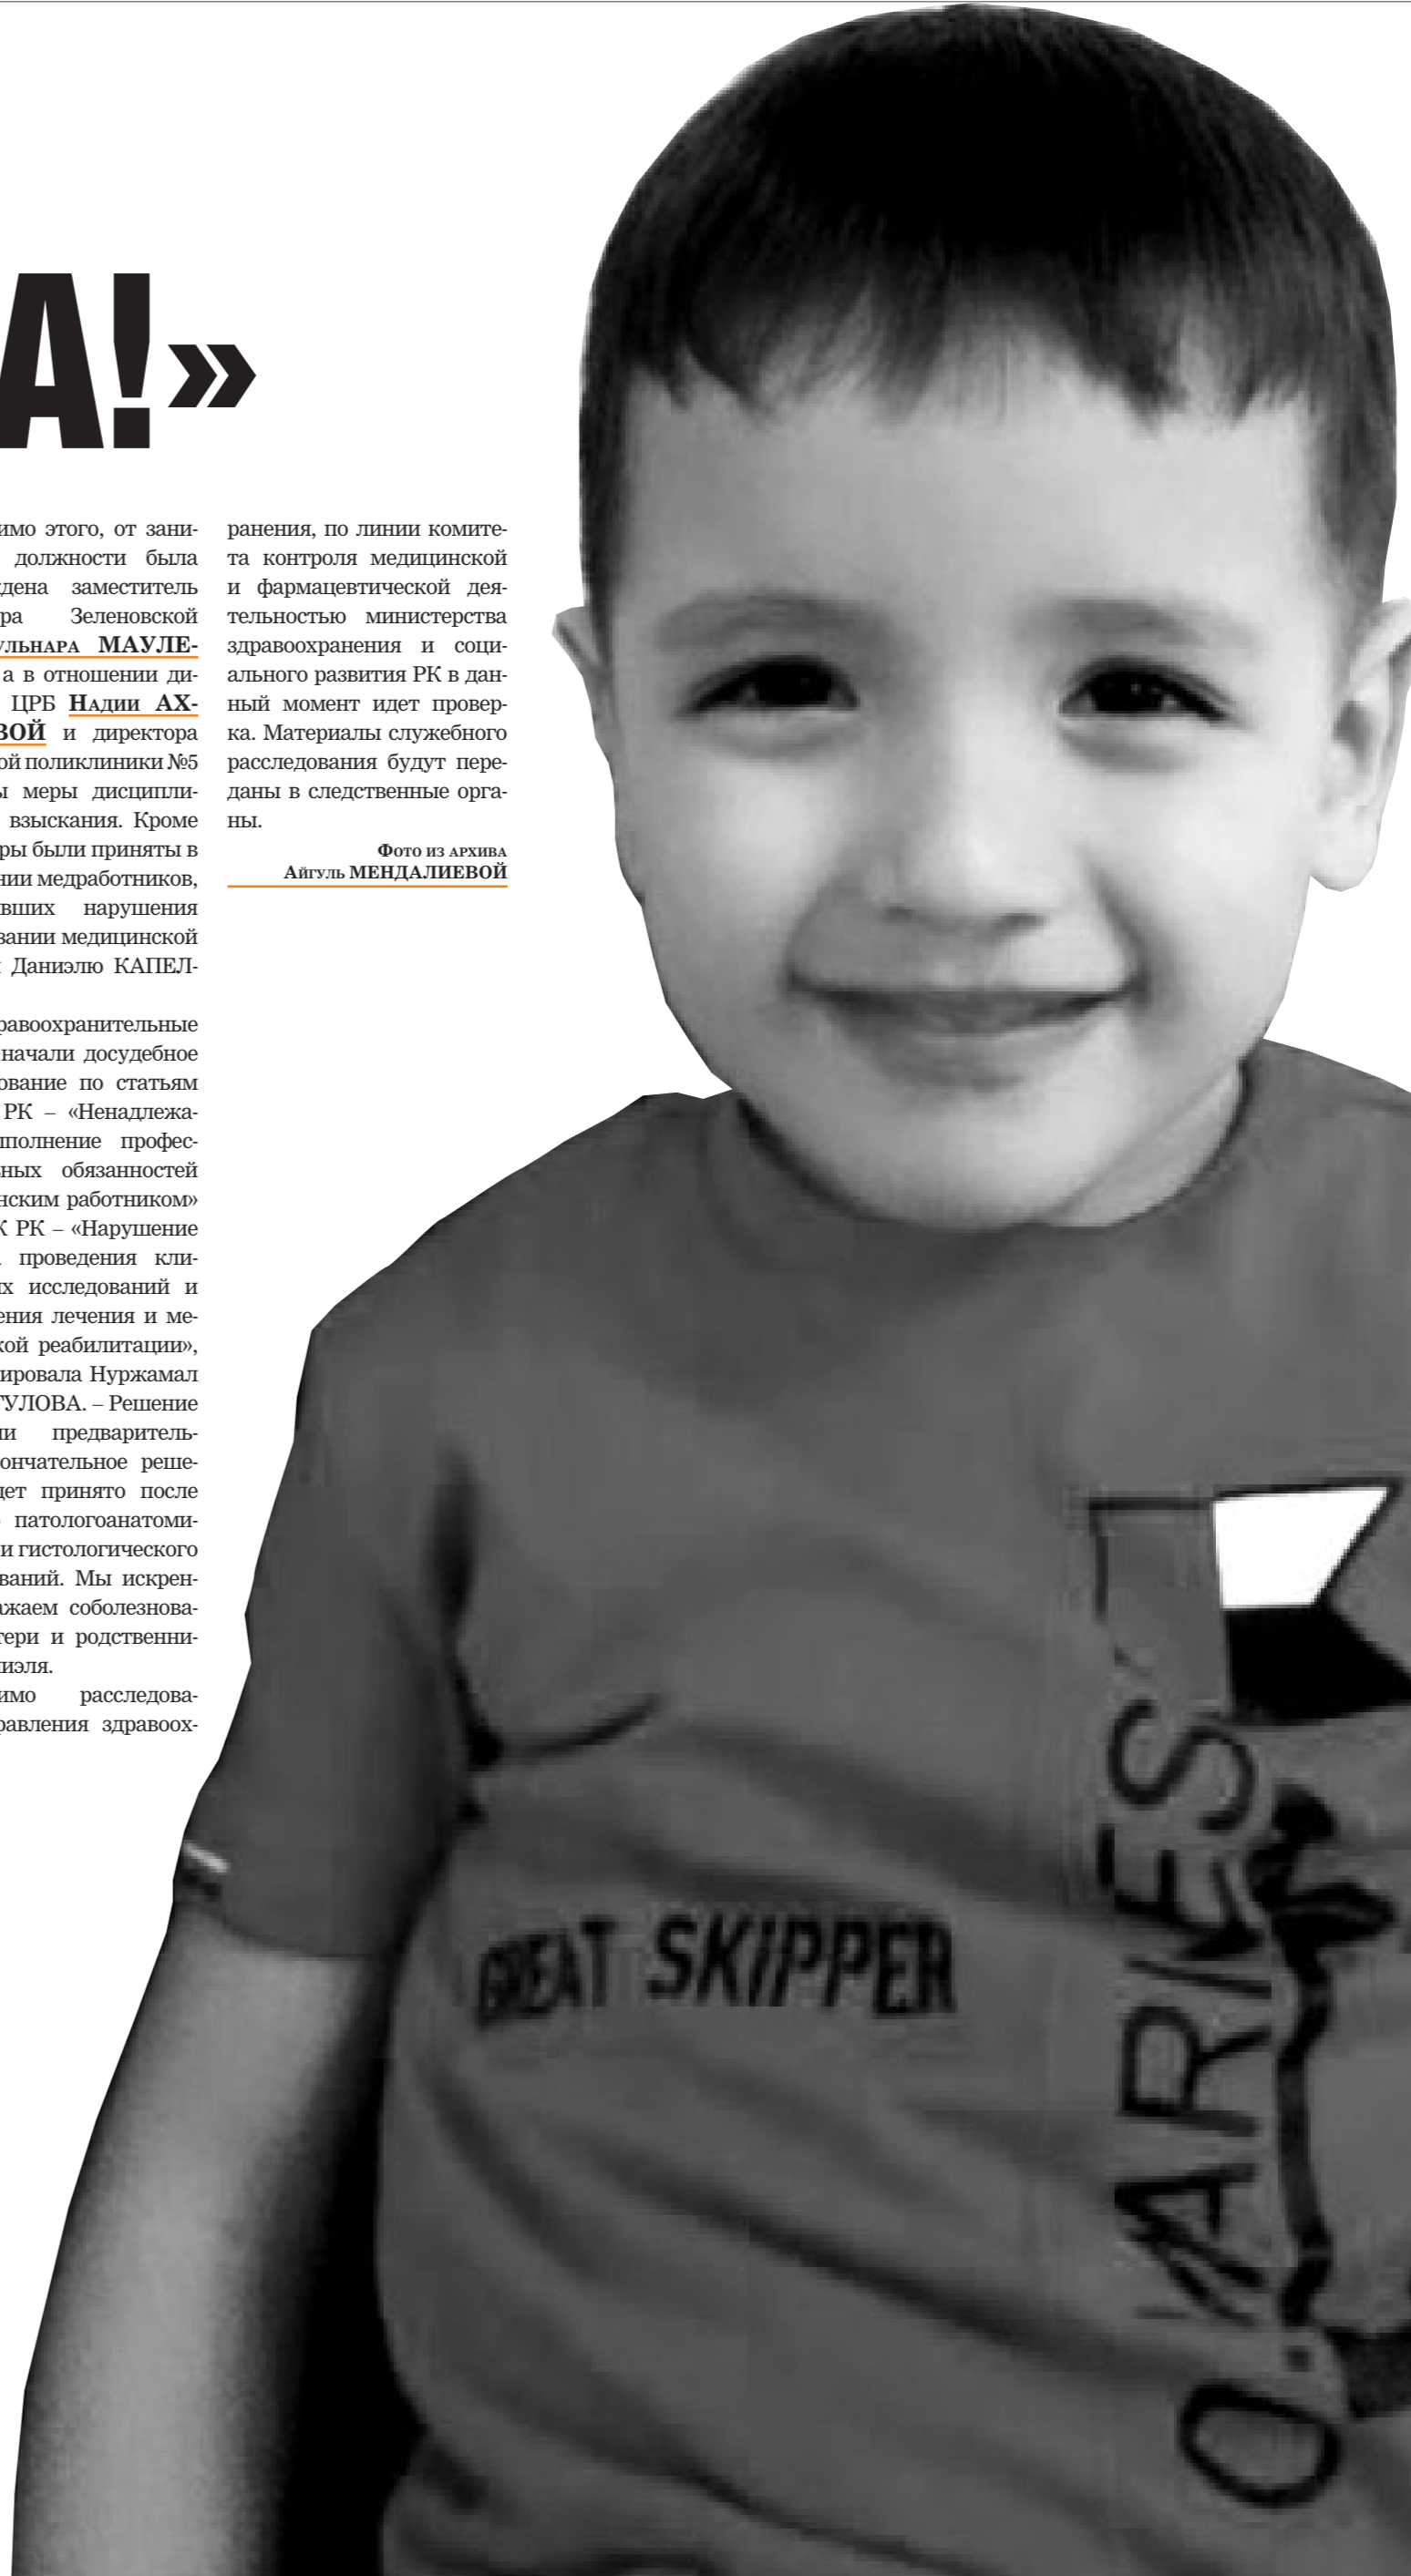 А!»
имо этого, от зани-
должности была
дена заместитель
ра Зеленовской
УЛЬНАРА МАУЛЕ-
а в отношении ди-
ЦРБ НАДИИ АХ-
ВОЙ и директора
ой поликлиники №5
ы меры дисципли-
взыскания. Кроме
ры были приняты в
нии медработников,
вших нарушения
зании медицинской
Даниэлю КАПЕЛ-
равоохранительные
начали досудебное
ование по статьям
РК – «Ненадлежа-
полнение профес-
ных обязанностей
нским работником»
К РК – «Нарушение
проведения кли-
их исследований и
ения лечения и ме-
кой реабилитации»,
ировала Нуржамал
ГУЛОВА. – Решение
ли предваритель-
ончательное реше-
дет принято после
патологоанатоми-
и гистологического
ваний. Мы искрен-
ажаем соболезнова-
тери и родственни-
иэля.
имо расследова-
равления здравоох-
ранения, по линии комите-
та контроля медицинской
и фармацевтической дея-
тельностью министерства
здравоохранения и соци-
ального развития РК в дан-
ный момент идет провер-
ка. Материалы служебного
расследования будут пере-
даны в следственные орга-
ны.
ФОТО ИЗ АРХИВА
АЙГУЛЬ МЕНДАЛИЕВОЙ
GREAT SKIPPER